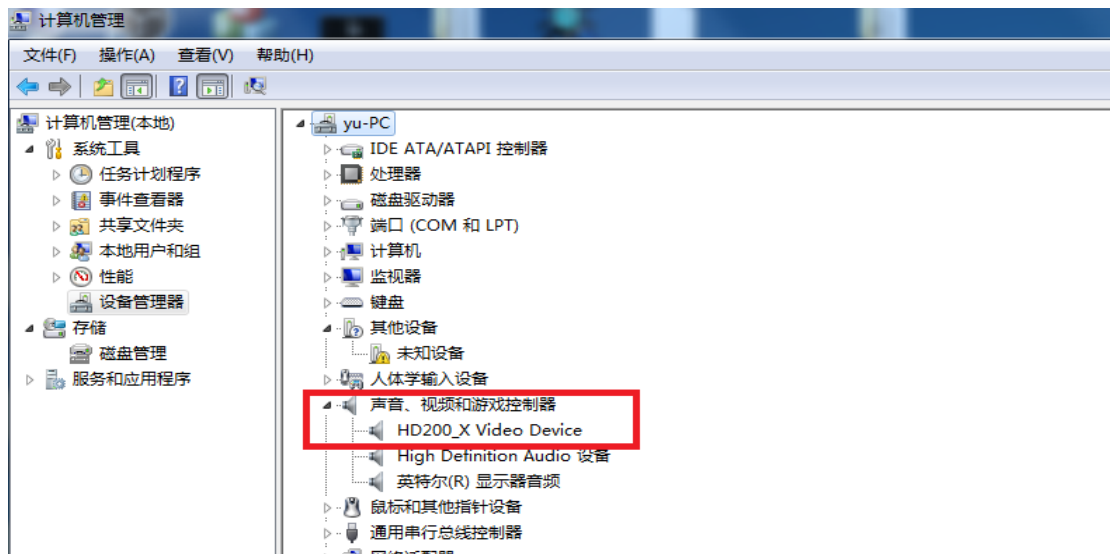 计算机管理
文件(F) 操作(A) 查看(V) 帮助(H)
计算机管理(本地)
系统工具
任务计划程序
事件查看器
共享文件夹
本地用户和组
性能
设备管理器
存储
磁盘管理
服务和应用程序
yu-PC
IDE ATA/ATAPI 控制器
处理器
磁盘驱动器
端口 (COM 和 LPT)
计算机
监视器
键盘
其他设备
未知设备
人体学输入设备
声音、视频和游戏控制器
HD200_X Video Device
High Definition Audio 设备
英特尔(R) 显示器音频
鼠标和其他指针设备
通用串行总线控制器